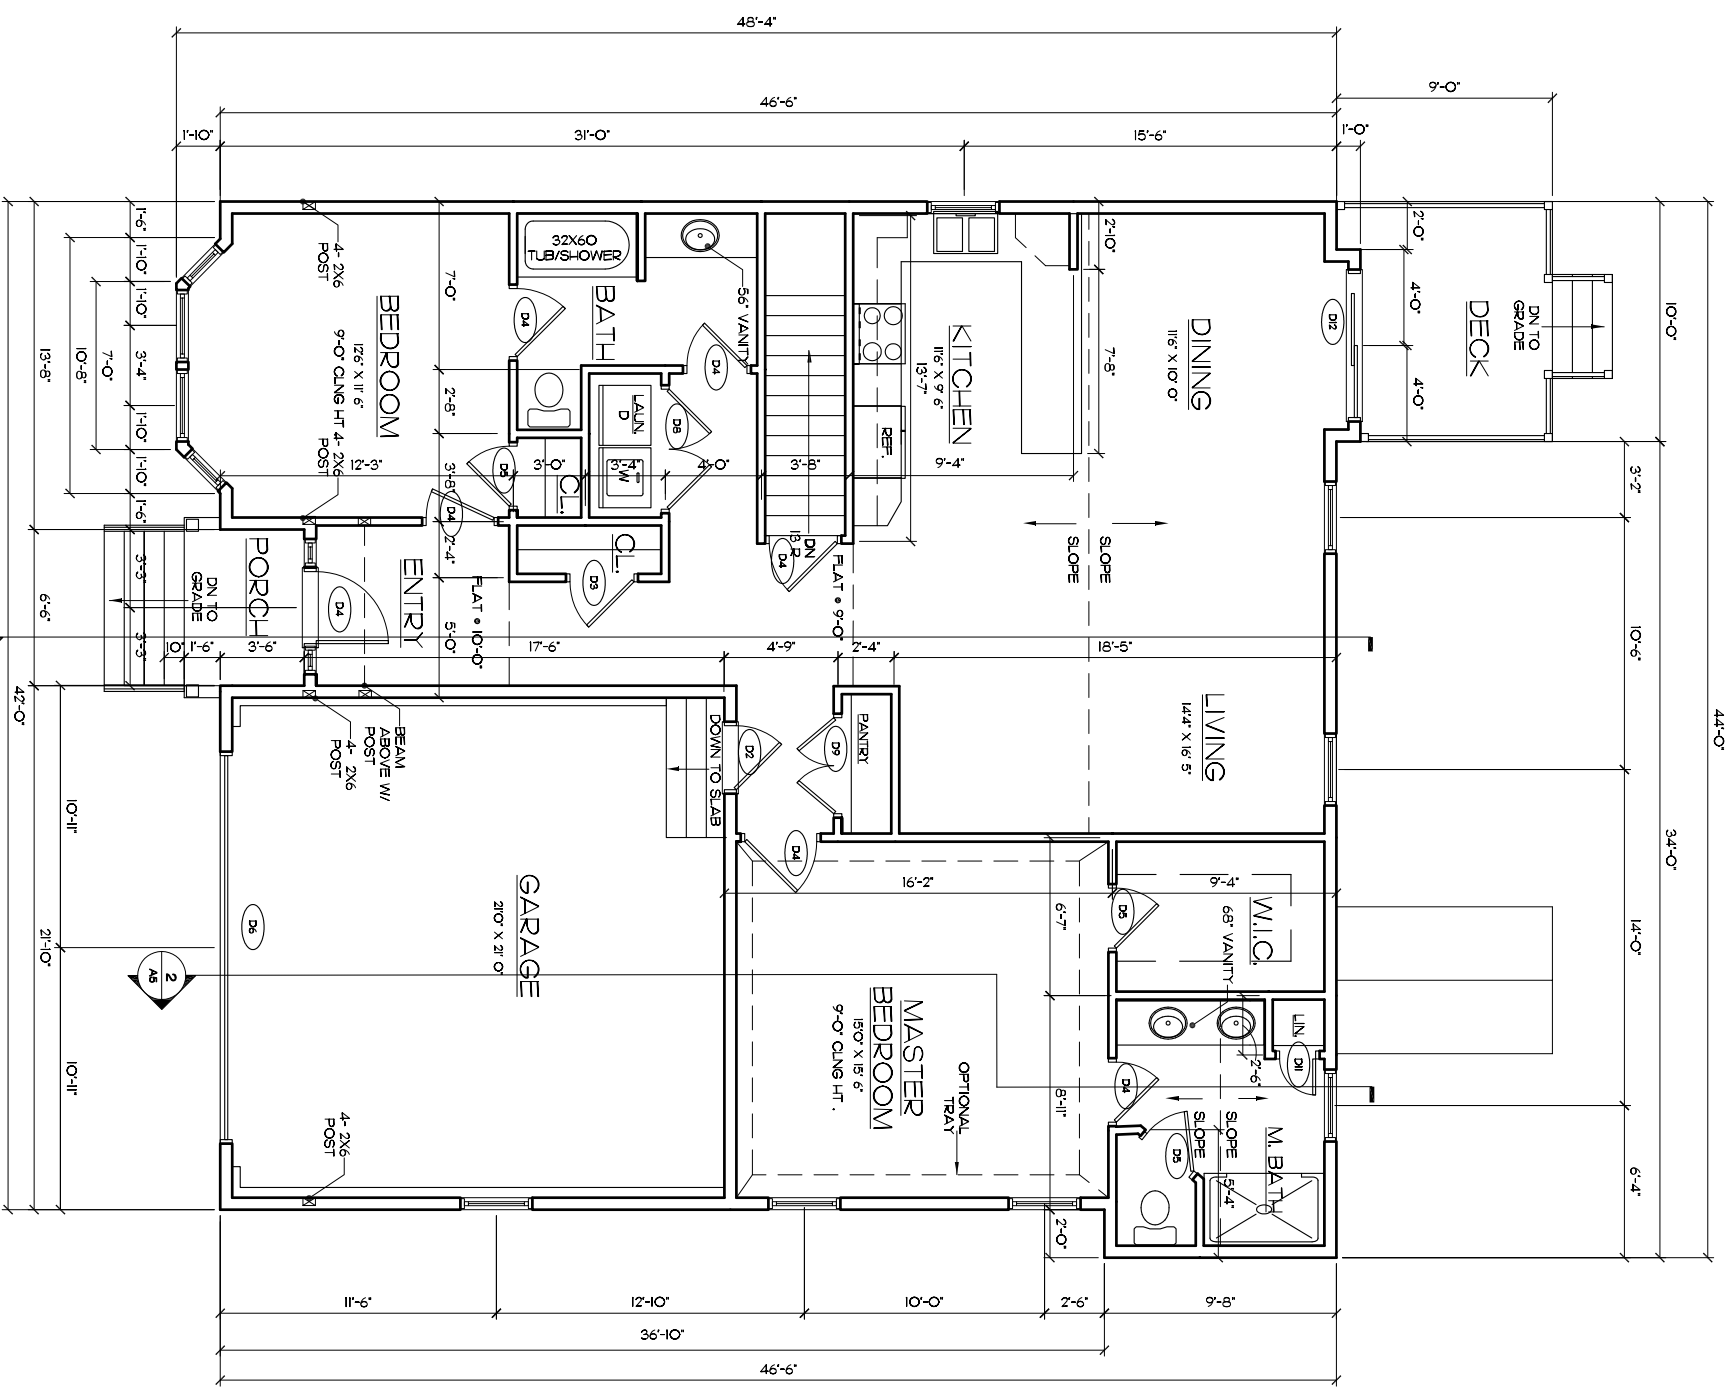 48'-4"
46'-6"
9'-0"
1'-10"
31'-0"
15'-6"
1'-0"
1'-6"
1'-10"
1'-10"
3'-4"
1'-10"
1'-10"
1'-6"
7'-0"
10'-8"
13'-8"
6'-6"
42'-0"
21'-10"
10'-11"
10'-11"
4- 2X6
POST
BEDROOM
12'6" X 11' 6"
9'-0" CLNG HT
4- 2X6
POST
7'-0"
2'-8"
3'-8"
2'-4"
5'-0"
12'-3"
3'-0"
3'-4"
4'-0"
3'-8"
9'-4"
32X60
TUB/SHOWER
BATH
56" VANITY
D4
D4
D8
D5
D4
LAUN.
D
W
CL.
CL.
D3
DN
13 R
D4
KITCHEN
11'6" X 9' 6"
13'-7"
REF.
2'-10"
7'-8"
DINING
11'6" X 10' 0"
D12
2'-0"
4'-0"
4'-0"
DECK
DN TO
GRADE
10'-0"
44'-0"
34'-0"
3'-2"
10'-6"
14'-0"
6'-4"
SLOPE
SLOPE
FLAT • 9'-0"
FLAT • 10'-0"
PORCH
DN TO
GRADE
3'-3"
3'-3"
ENTRY
D4
10"
1'-6"
3'-6"
17'-6"
4'-9"
2'-4"
18'-5"
LIVING
14'4" X 16' 5"
PANTRY
D9
D2
D4
DOWN TO SLAB
BEAM
ABOVE W/
POST
4- 2X6
POST
GARAGE
21'0" X 21' 0"
D6
2
A5
4- 2X6
POST
16'-2"
9'-4"
6'-7"
8'-11"
2'-0"
MASTER
BEDROOM
15'0" X 15' 6"
9'-0" CLNG HT .
OPTIONAL
TRAY
W.I.C.
D5
68" VANITY
LIN.
D11
2'-6"
D4
SLOPE
SLOPE
M.BATH
D5
5'-4"
11'-6"
12'-10"
10'-0"
2'-6"
9'-8"
36'-10"
46'-6"